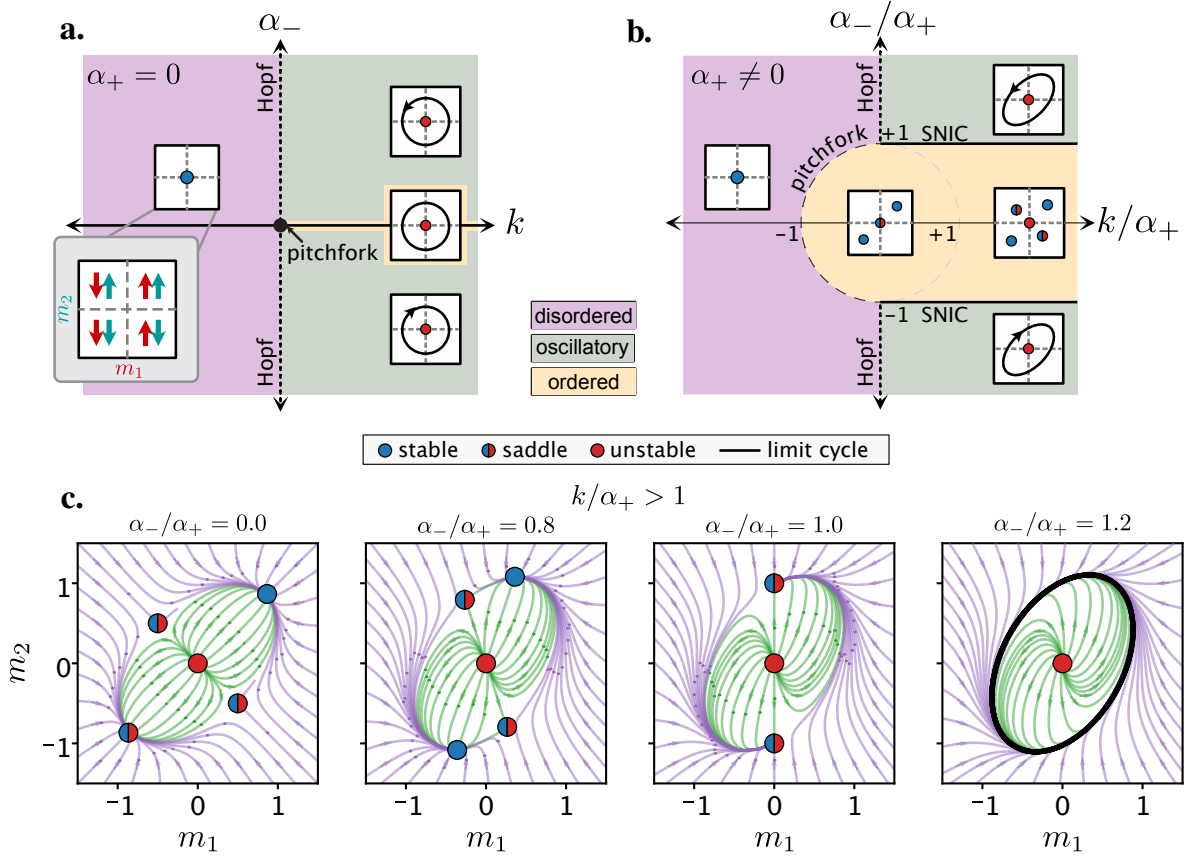 a.
α₋
α₊ = 0
Hopf
k
pitchfork
m₂
m₁
Hopf
disordered
oscillatory
ordered
b.
α₋/α₊
α₊ ≠ 0
Hopf
pitchfork
+1 SNIC
−1
+1
k/α₊
−1 SNIC
Hopf
stable saddle unstable limit cycle
c.
k/α₊ > 1
α₋/α₊ = 0.0
α₋/α₊ = 0.8
α₋/α₊ = 1.0
α₋/α₊ = 1.2
m₂
1
0
−1
−1 0 1
−1 0 1
−1 0 1
−1 0 1
m₁
m₁
m₁
m₁